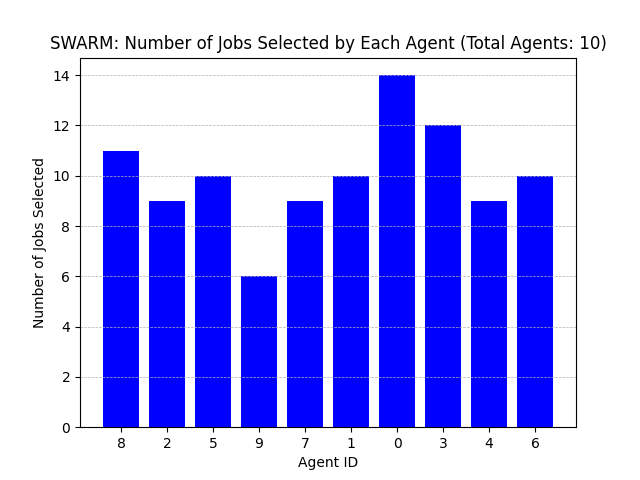 SWARM: Number of Jobs Selected by Each Agent (Total Agents: 10)
14
12
10
8
6
4
2
0
Number of Jobs Selected
8 2 5 9 7 1 0 3 4 6
Agent ID